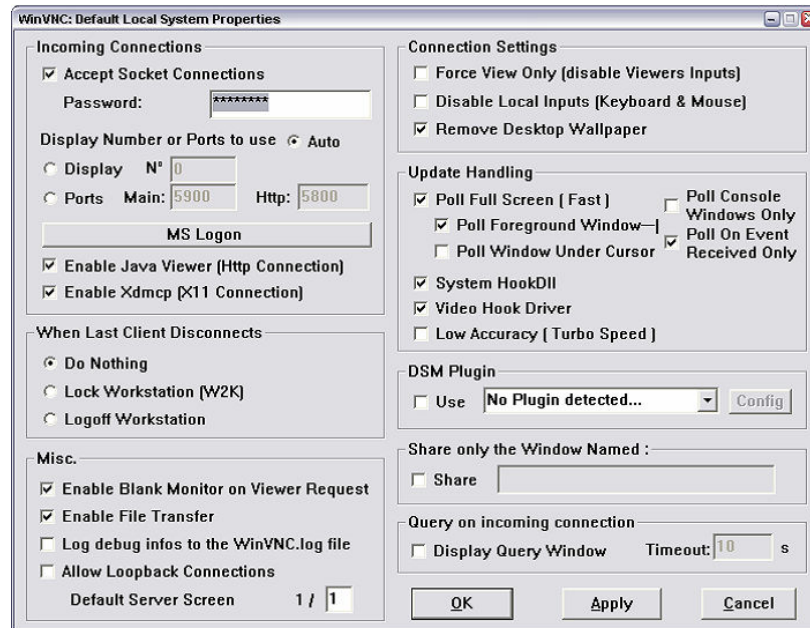 WinVNC: Default Local System Properties
Incoming Connections
Accept Socket Connections
Password: ********
Display Number or Ports to use Auto
Display N° 0
Ports Main: 5900 Http: 5800
MS Logon
Enable Java Viewer (Http Connection)
Enable Xdmcp (X11 Connection)
When Last Client Disconnects
Do Nothing
Lock Workstation (W2K)
Logoff Workstation
Misc.
Enable Blank Monitor on Viewer Request
Enable File Transfer
Log debug infos to the WinVNC.log file
Allow Loopback Connections
Default Server Screen 1 / 1
Connection Settings
Force View Only (disable Viewers Inputs)
Disable Local Inputs (Keyboard & Mouse)
Remove Desktop Wallpaper
Update Handling
Poll Full Screen ( Fast )
Poll Foreground Window
Poll Window Under Cursor
Poll Console
Windows Only
Poll On Event
Received Only
System HookDll
Video Hook Driver
Low Accuracy ( Turbo Speed )
DSM Plugin
Use No Plugin detected... Config
Share only the Window Named :
Share
Query on incoming connection
Display Query Window Timeout: 10 s
OK Apply Cancel